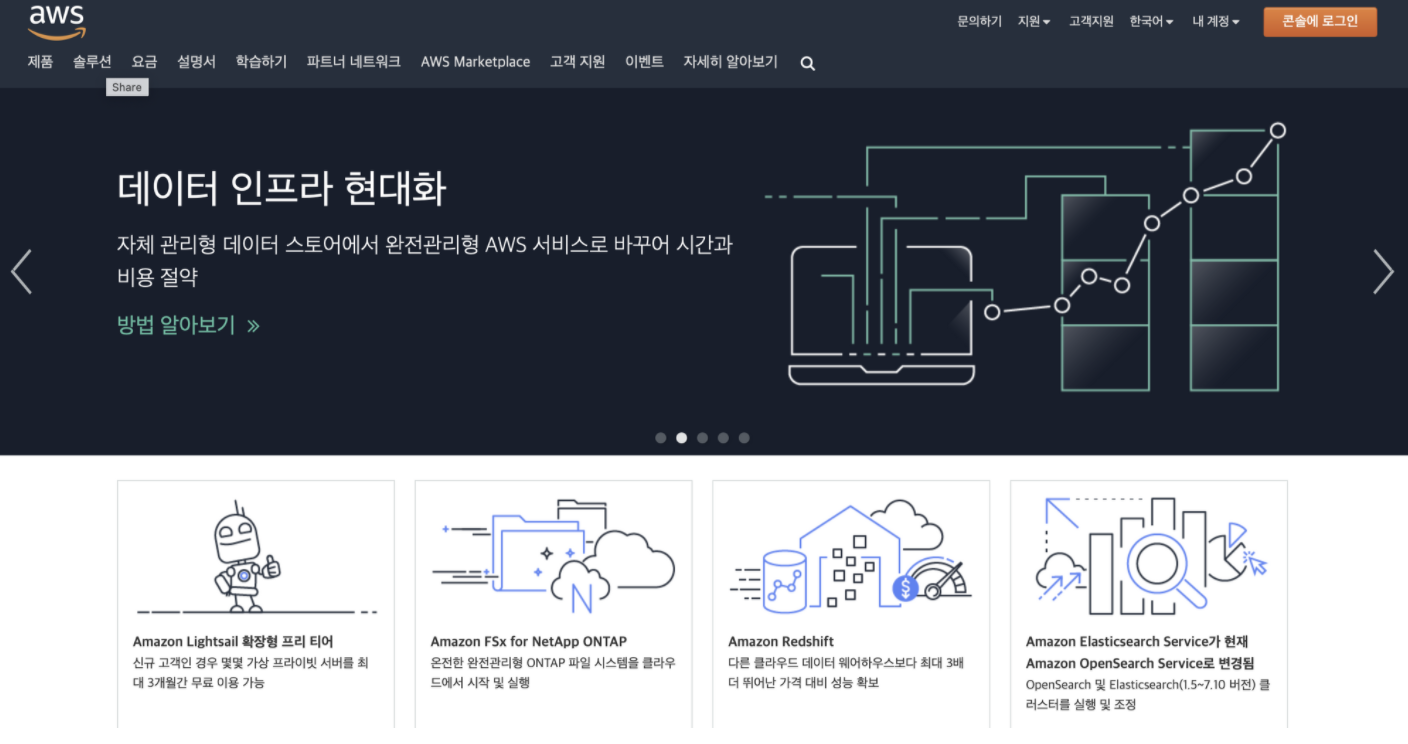 aws
문의하기 지원 고객지원 한국어 내 계정 콘솔에 로그인
제품 솔루션 요금 설명서 학습하기 파트너 네트워크 AWS Marketplace 고객 지원 이벤트 자세히 알아보기
Share
데이터 인프라 현대화
자체 관리형 데이터 스토어에서 완전관리형 AWS 서비스로 바꾸어 시간과
비용 절약
방법 알아보기 »
N
$
Amazon Lightsail 확장형 프리 티어
신규 고객인 경우 몇몇 가상 프라이빗 서버를 최
대 3개월간 무료 이용 가능
Amazon FSx for NetApp ONTAP
온전한 완전관리형 ONTAP 파일 시스템을 클라우
드에서 시작 및 실행
Amazon Redshift
다른 클라우드 데이터 웨어하우스보다 최대 3배
더 뛰어난 가격 대비 성능 확보
Amazon Elasticsearch Service가 현재
Amazon OpenSearch Service로 변경됨
OpenSearch 및 Elasticsearch(1.5~7.10 버전) 클
러스터를 실행 및 조정